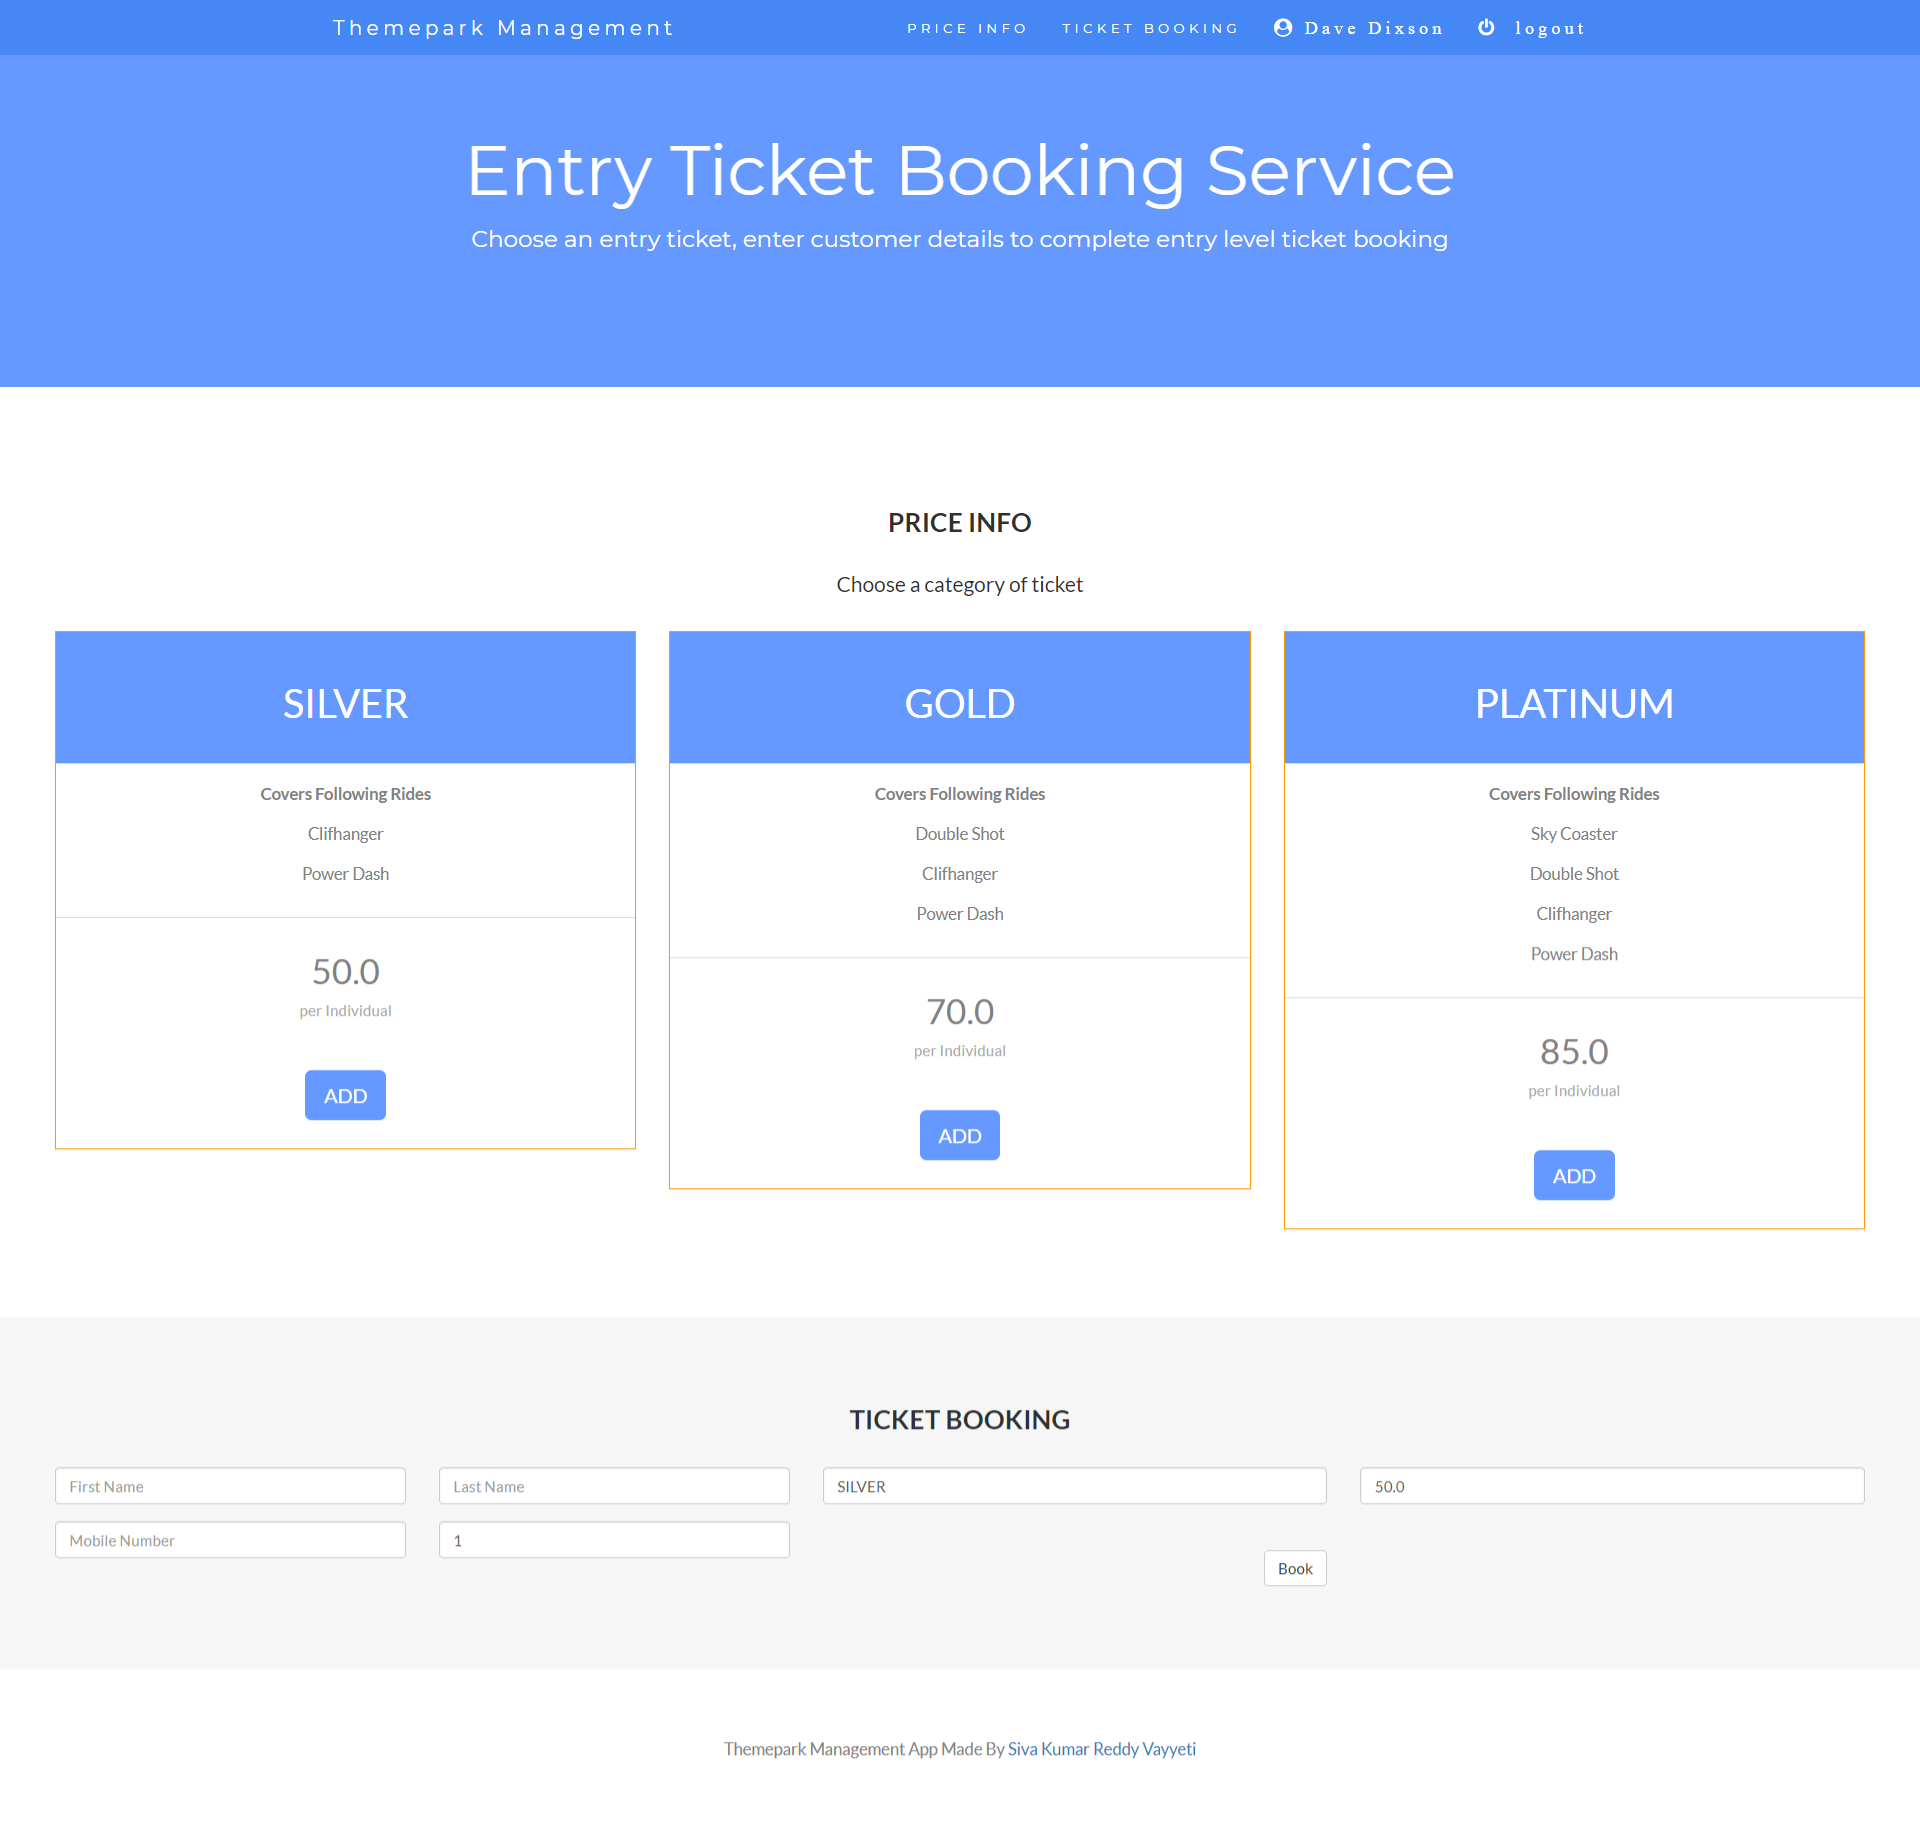 Themepark Management
PRICE INFO
TICKET BOOKING
Dave Dixson
logout
Entry Ticket Booking Service
Choose an entry ticket, enter customer details to complete entry level ticket booking
PRICE INFO
Choose a category of ticket
SILVER
Covers Following Rides
Clifhanger
Power Dash
50.0
per Individual
ADD
GOLD
Covers Following Rides
Double Shot
Clifhanger
Power Dash
70.0
per Individual
ADD
PLATINUM
Covers Following Rides
Sky Coaster
Double Shot
Clifhanger
Power Dash
85.0
per Individual
ADD
TICKET BOOKING
First Name
Last Name
SILVER
50.0
Mobile Number
1
Book
Themepark Management App Made By Siva Kumar Reddy Vayyeti